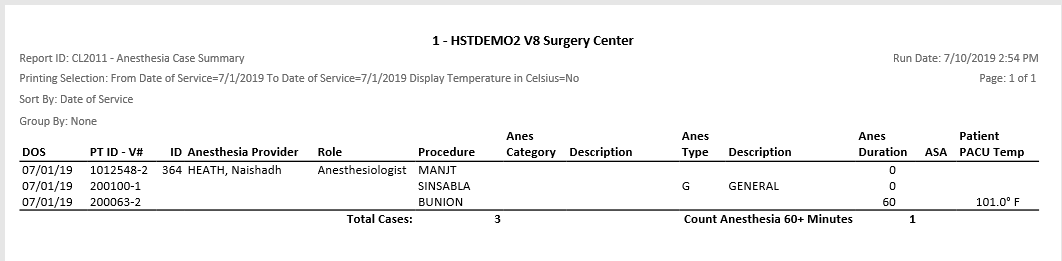 1 - HSTDEMO2 V8 Surgery Center
Report ID: CL2011 - Anesthesia Case Summary Run Date: 7/10/2019 2:54 PM
Printing Selection: From Date of Service=7/1/2019 To Date of Service=7/1/2019 Display Temperature in Celsius=No Page: 1 of 1
Sort By: Date of Service
Group By: None
Anes Anes Anes Patient
DOS PT ID - V# ID Anesthesia Provider Role Procedure Category Description Type Description Duration ASA PACU Temp
07/01/19 1012548-2 364 HEATH, Naishadh Anesthesiologist MANJT 0
07/01/19 200100-1 SINSABLA G GENERAL 0
07/01/19 200063-2 BUNION 60 101.0° F
Total Cases: 3 Count Anesthesia 60+ Minutes 1